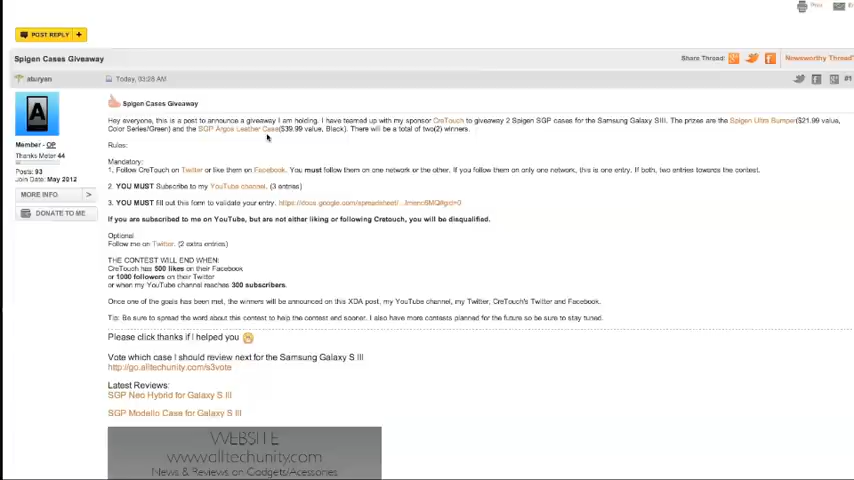 Print
POST REPLY +
Spigen Cases Giveaway
Share Thread:
Newsworthy Thread?
aburyan
Today, 03:28 AM
#1
Spigen Cases Giveaway
Hey everyone, this is a post to announce a giveaway I am holding. I have teamed up with my sponsor CreTouch to giveaway 2 Spigen SGP cases for the Samsung Galaxy SIII. The prizes are the Spigen Ultra Bumper($21.99 value,
Color Series/Green) and the SGP Argos Leather Case($39.99 value, Black). There will be a total of two(2) winners.
Member - OP
Thanks Meter 44
Posts: 93
Join Date: May 2012
MORE INFO >
DONATE TO ME
Rules:
Mandatory:
1. Follow CreTouch on Twitter or like them on Facebook. You must follow them on one network or the other. If you follow them on only one network, this is one entry. If both, two entries towards the contest.
2. YOU MUST Subscribe to my YouTube channel. (3 entries)
3. YOU MUST fill out this form to validate your entry. https://docs.google.com/spreadsheet/...
If you are subscribed to me on YouTube, but are not either liking or following Cretouch, you will be disqualified.
Optional
Follow me on Twitter. (2 extra entries)
THE CONTEST WILL END WHEN:
CreTouch has 500 likes on their Facebook
or 1000 followers on their Twitter
or when my YouTube channel reaches 300 subscribers.
Once one of the goals has been met, the winners will be announced on this XDA post, my YouTube channel, my Twitter, CreTouch's Twitter and Facebook.
Tip: Be sure to spread the word about this contest to help the contest end sooner. I also have more contests planned for the future so be sure to stay tuned.
Please click thanks if I helped you
Vote which case I should review next for the Samsung Galaxy S III
http://go.alltechunity.com/s3vote
Latest Reviews:
SGP Neo Hybrid for Galaxy S III
SGP Modello Case for Galaxy S III
WEBSITE
www.alltechunity.com
News & Reviews on Gadgets/Acessories